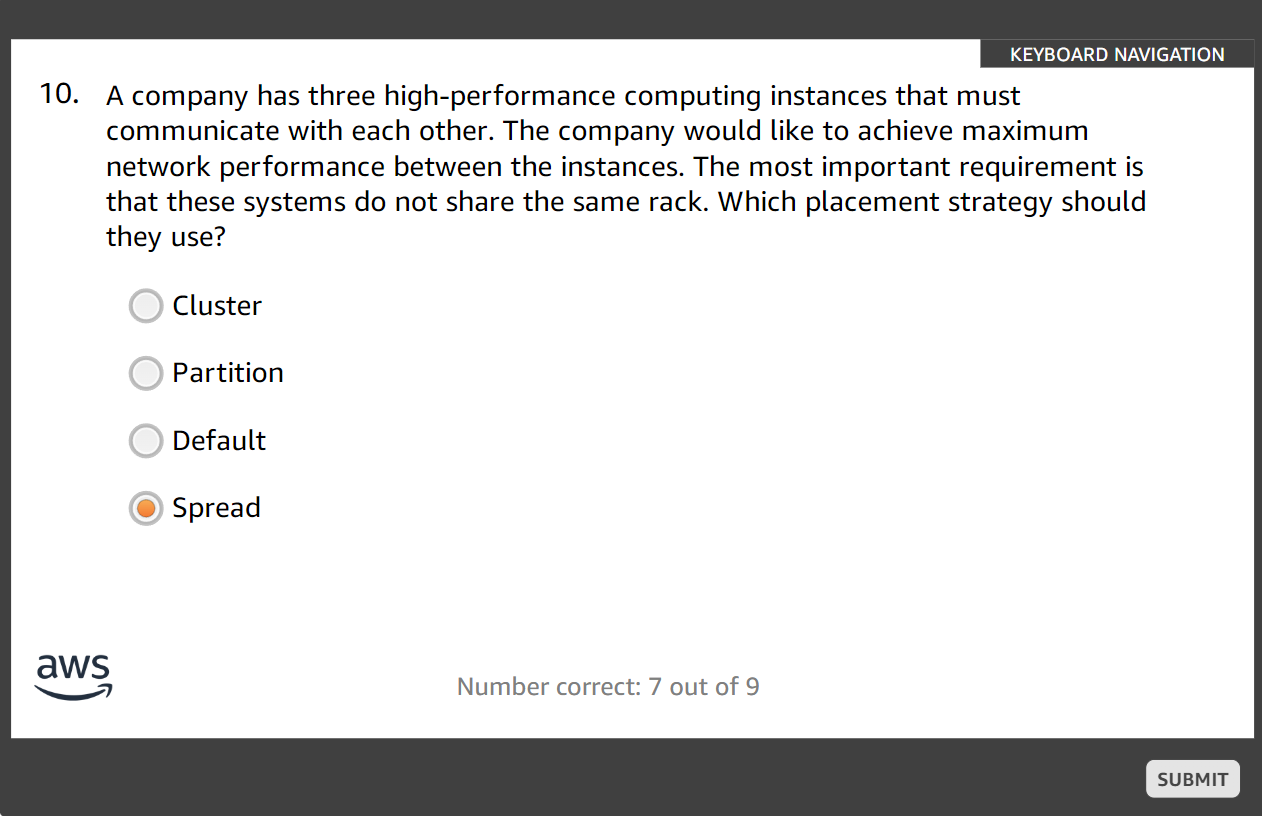 KEYBOARD NAVIGATION
10. A company has three high-performance computing instances that must
communicate with each other. The company would like to achieve maximum
network performance between the instances. The most important requirement is
that these systems do not share the same rack. Which placement strategy should
they use?
Cluster
Partition
Default
Spread
aws
Number correct: 7 out of 9
SUBMIT